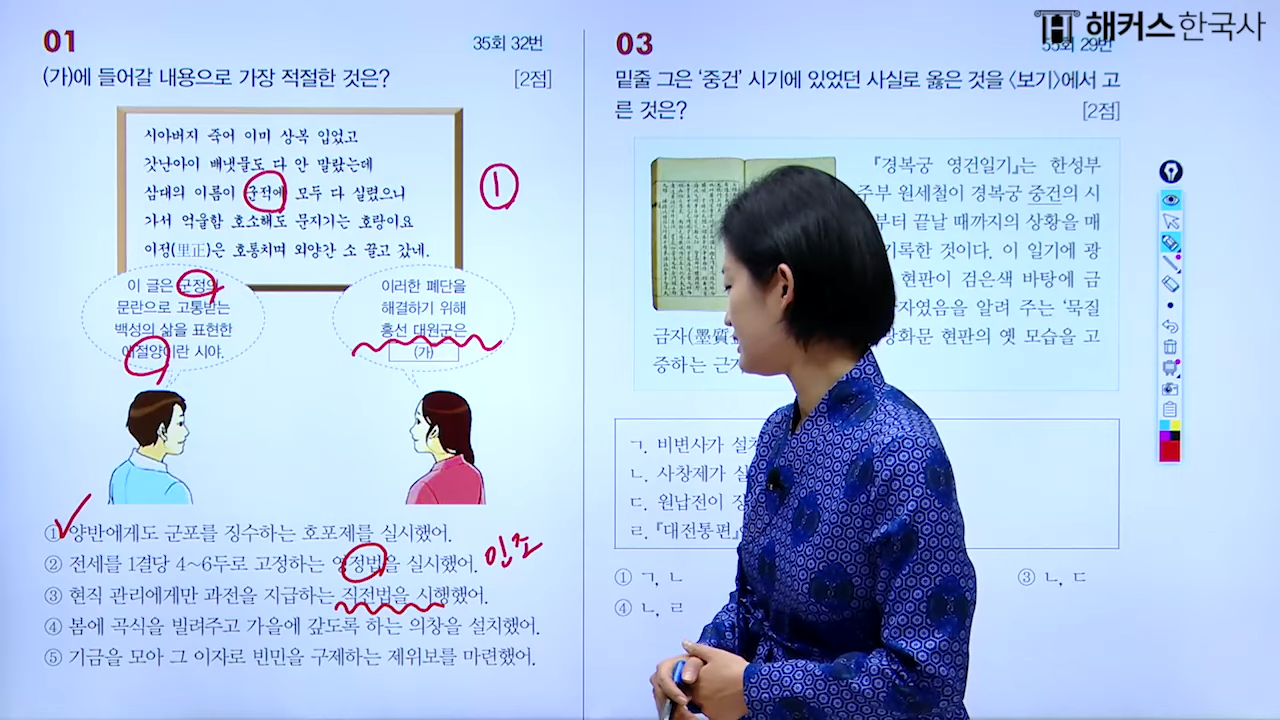 해커스한국사
01
35회 32번
(가)에 들어갈 내용으로 가장 적절한 것은?
[2점]
시아버지 죽어 이미 상복 입었고
갓난아이 배냇물도 다 안 말랐는데
삼대의 이름이 군적에 모두 다 실렸으니
가서 억울함 호소해도 문지기는 호랑이요
이정(里正)은 호통치며 외양간 소 끌고 갔네.
①
이 글은 군정의
문란으로 고통받는
백성의 삶을 표현한
애절양이란 시야.
이러한 폐단을
해결하기 위해
흥선 대원군은
(가)
① 양반에게도 군포를 징수하는 호포제를 실시했어.
② 전세를 1결당 4~6두로 고정하는 영정법을 실시했어.
인조
③ 현직 관리에게만 과전을 지급하는 직전법을 시행했어.
④ 봄에 곡식을 빌려주고 가을에 갚도록 하는 의창을 설치했어.
⑤ 기금을 모아 그 이자로 빈민을 구제하는 제위보를 마련했어.
03
55회 29번
밑줄 그은 ‘중건’ 시기에 있었던 사실로 옳은 것을 〈보기〉에서 고
른 것은?
[2점]
『경복궁 영건일기』는 한성부
주부 원세철이 경복궁 중건의 시
부터 끝날 때까지의 상황을 매
기록한 것이다. 이 일기에 광
현판이 검은색 바탕에 금
자였음을 알려 주는 ‘묵질
금자(墨質
광화문 현판의 옛 모습을 고
증하는 근
ㄱ. 비변사가 설치
ㄴ. 사창제가
ㄷ. 원납전이
ㄹ. 『대전통편』
① ㄱ, ㄴ
③ ㄴ, ㄷ
④ ㄴ, ㄹ